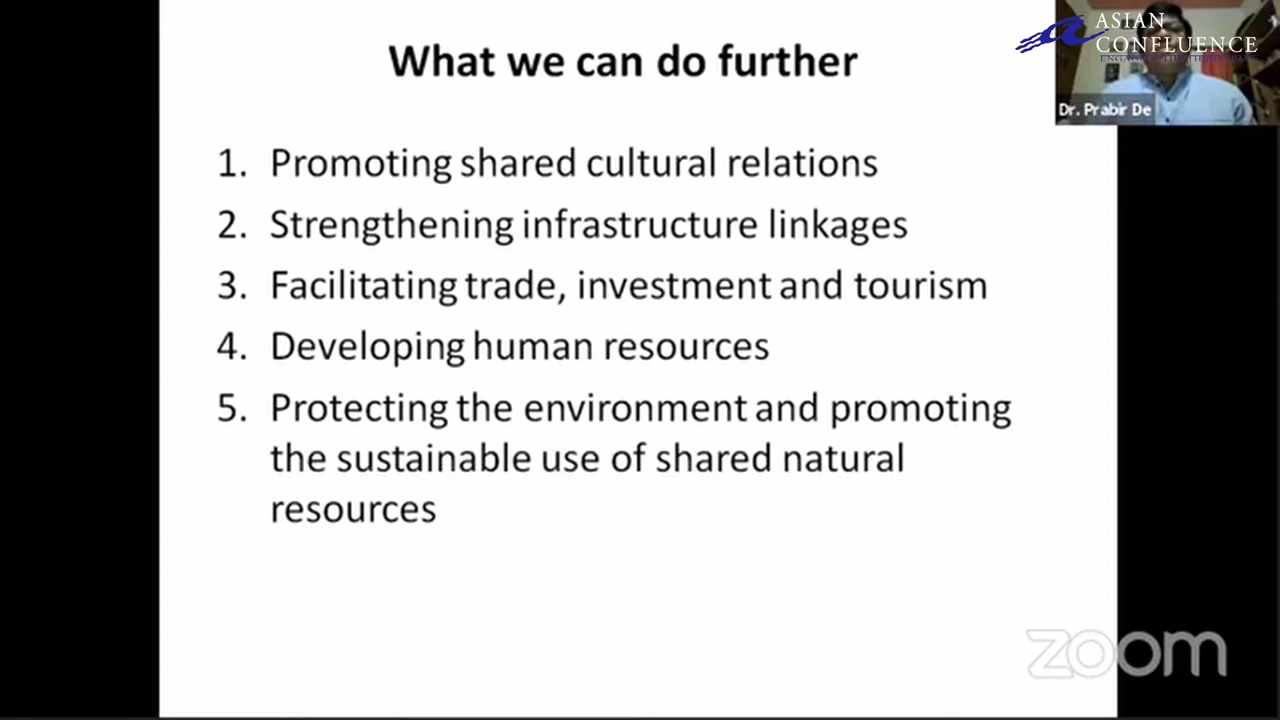 What we can do further
1. Promoting shared cultural relations
2. Strengthening infrastructure linkages
3. Facilitating trade, investment and tourism
4. Developing human resources
5. Protecting the environment and promoting
the sustainable use of shared natural
resources
ASIAN
CONFLUENCE
Dr. Prabir De
zoom